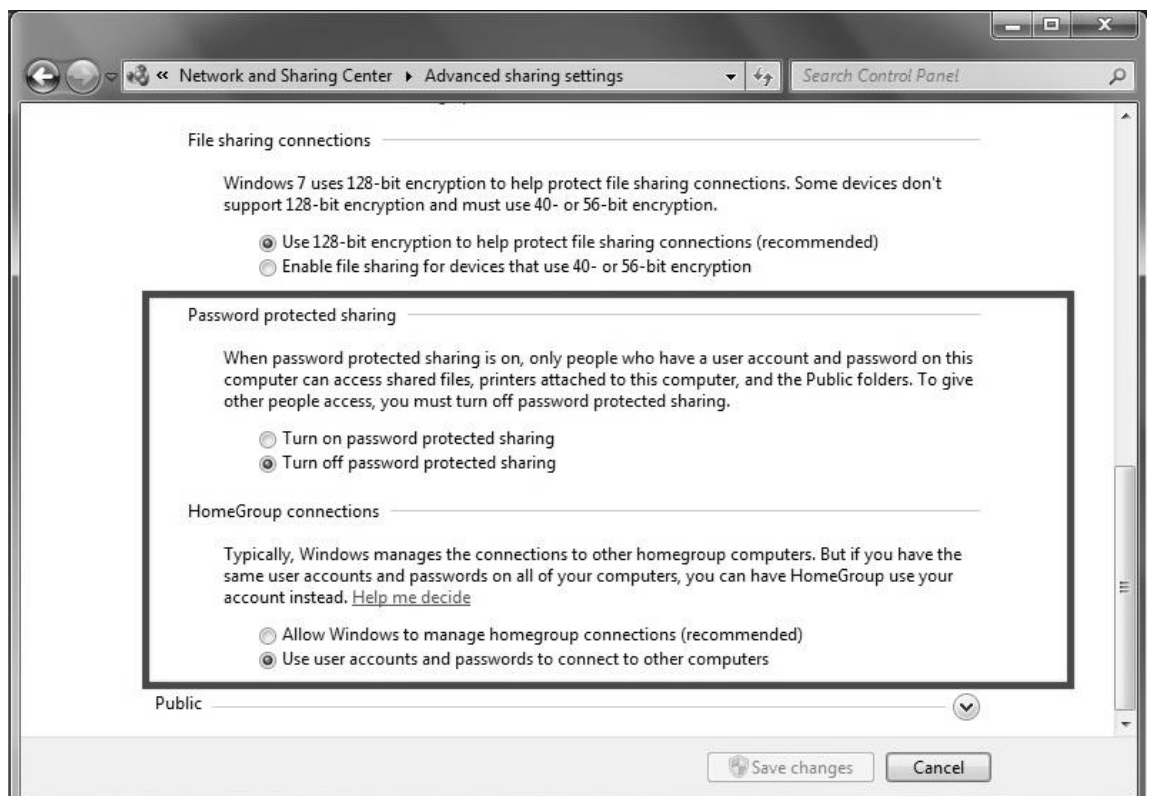 « Network and Sharing Center ▸ Advanced sharing settings
Search Control Panel
File sharing connections
Windows 7 uses 128-bit encryption to help protect file sharing connections. Some devices don't
support 128-bit encryption and must use 40- or 56-bit encryption.
Use 128-bit encryption to help protect file sharing connections (recommended)
Enable file sharing for devices that use 40- or 56-bit encryption
Password protected sharing
When password protected sharing is on, only people who have a user account and password on this
computer can access shared files, printers attached to this computer, and the Public folders. To give
other people access, you must turn off password protected sharing.
Turn on password protected sharing
Turn off password protected sharing
HomeGroup connections
Typically, Windows manages the connections to other homegroup computers. But if you have the
same user accounts and passwords on all of your computers, you can have HomeGroup use your
account instead. Help me decide
Allow Windows to manage homegroup connections (recommended)
Use user accounts and passwords to connect to other computers
Public
Save changes
Cancel